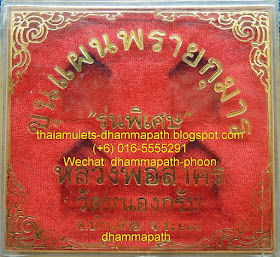 ขุนแผนพรายกุมาร
"รุ่นพิเศษ"
thaiamulets-dhammapath.blogspot.com
(+6) 016-5555291
Wechat: dhammapath-phoon
หลวงพ่อสาคร
วัดหนองกรับ
dhammapath